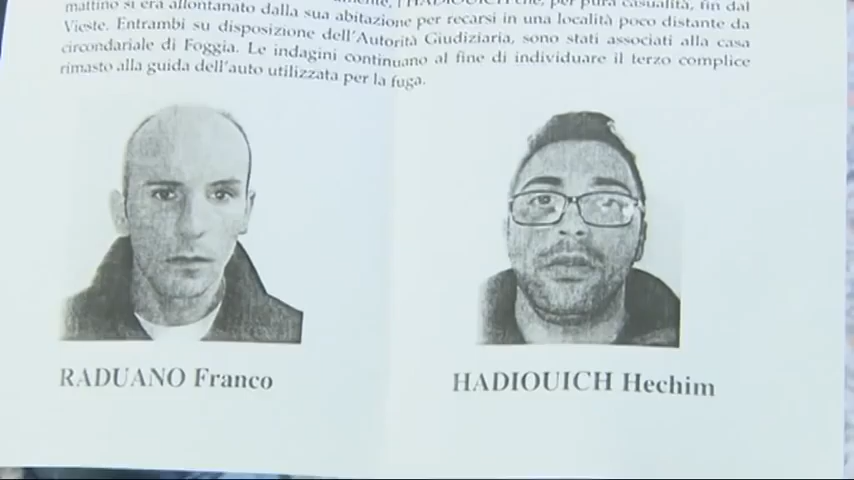 mattino si era allontanato dalla sua abitazione per recarsi in una località poco distante da
Vieste. Entrambi su disposizione dell'Autorità Giudiziaria, sono stati associati alla casa
circondariale di Foggia. Le indagini continuano al fine di individuare il terzo complice
rimasto alla guida dell'auto utilizzata per la fuga.
RADUANO Franco
HADIOUICH Hechim